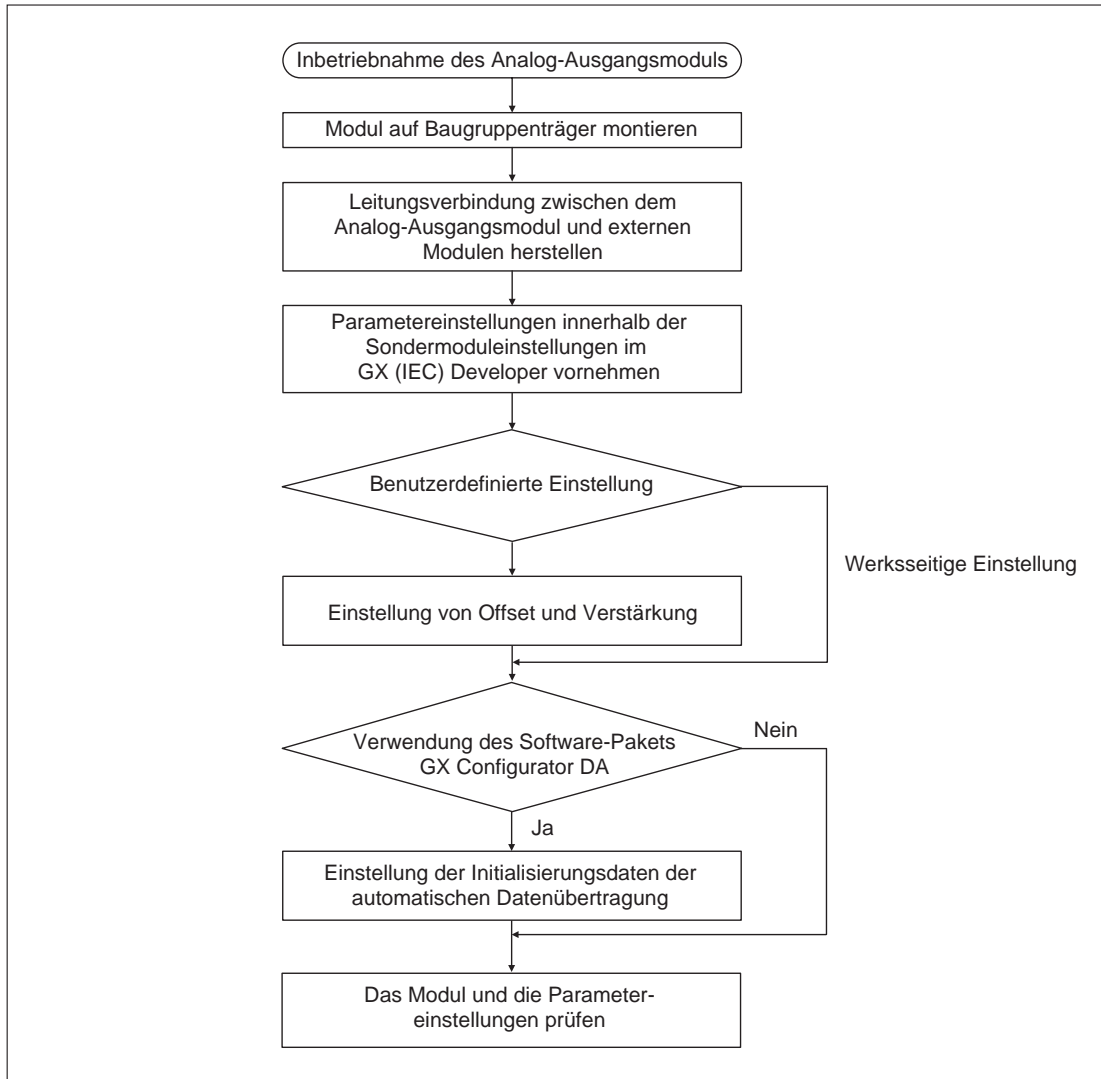 Inbetriebnahme des Analog-Ausgangsmoduls
Modul auf Baugruppenträger montieren
Leitungsverbindung zwischen dem
Analog-Ausgangsmodul und externen
Modulen herstellen
Parametereinstellungen innerhalb der
Sondermoduleinstellungen im
GX (IEC) Developer vornehmen
Benutzerdefinierte Einstellung
Werksseitige Einstellung
Einstellung von Offset und Verstärkung
Verwendung des Software-Pakets
GX Configurator DA
Nein
Ja
Einstellung der Initialisierungsdaten der
automatischen Datenübertragung
Das Modul und die Parameter-
einstellungen prüfen